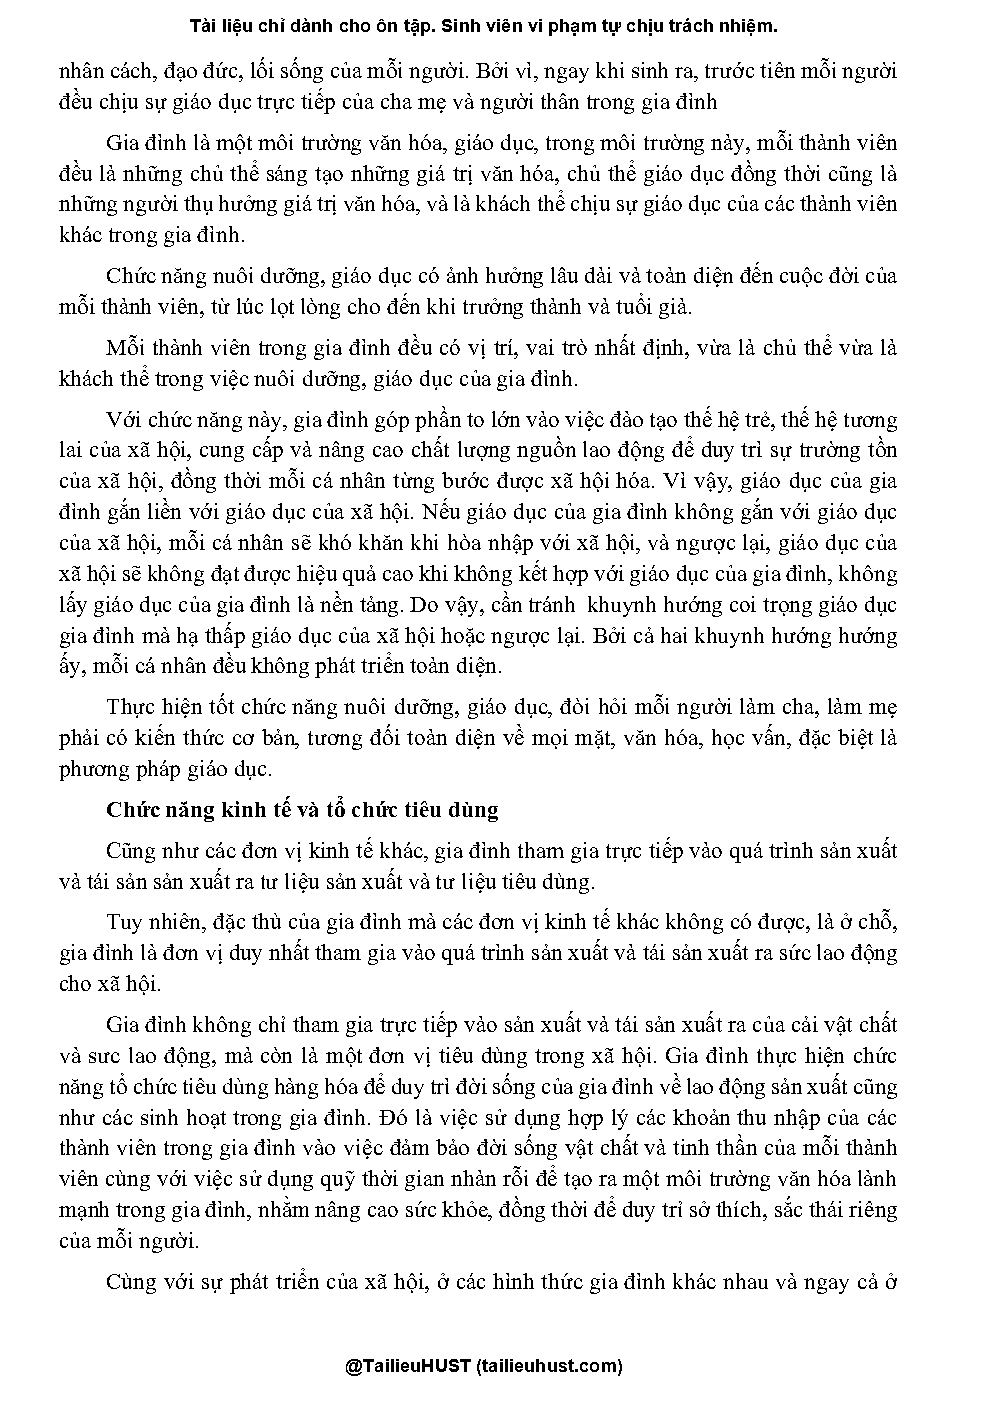 Tài liệu chỉ dành cho ôn tập. Sinh viên vi phạm tự chịu trách nhiệm.
nhân cách, đạo đức, lối sống của mỗi người. Bởi vì, ngay khi sinh ra, trước tiên mỗi người
đều chịu sự giáo dục trực tiếp của cha mẹ và người thân trong gia đình
Gia đình là một môi trường văn hóa, giáo dục, trong môi trường này, mỗi thành viên
đều là những chủ thể sáng tạo những giá trị văn hóa, chủ thể giáo dục đồng thời cũng là
những người thụ hưởng giá trị văn hóa, và là khách thể chịu sự giáo dục của các thành viên
khác trong gia đình.
Chức năng nuôi dưỡng, giáo dục có ảnh hưởng lâu dài và toàn diện đến cuộc đời của
mỗi thành viên, từ lúc lọt lòng cho đến khi trưởng thành và tuổi già.
Mỗi thành viên trong gia đình đều có vị trí, vai trò nhất định, vừa là chủ thể vừa là
khách thể trong việc nuôi dưỡng, giáo dục của gia đình.
Với chức năng này, gia đình góp phần to lớn vào việc đào tạo thế hệ trẻ, thế hệ tương
lai của xã hội, cung cấp và nâng cao chất lượng nguồn lao động để duy trì sự trường tồn
của xã hội, đồng thời mỗi cá nhân từng bước được xã hội hóa. Vì vậy, giáo dục của gia
đình gắn liền với giáo dục của xã hội. Nếu giáo dục của gia đình không gắn với giáo dục
của xã hội, mỗi cá nhân sẽ khó khăn khi hòa nhập với xã hội, và ngược lại, giáo dục của
xã hội sẽ không đạt được hiệu quả cao khi không kết hợp với giáo dục của gia đình, không
lấy giáo dục của gia đình là nền tảng. Do vậy, cần tránh  khuynh hướng coi trọng giáo dục
gia đình mà hạ thấp giáo dục của xã hội hoặc ngược lại. Bởi cả hai khuynh hướng hướng
ấy, mỗi cá nhân đều không phát triển toàn diện.
Thực hiện tốt chức năng nuôi dưỡng, giáo dục, đòi hỏi mỗi người làm cha, làm mẹ
phải có kiến thức cơ bản, tương đối toàn diện về mọi mặt, văn hóa, học vấn, đặc biệt là
phương pháp giáo dục.
Chức năng kinh tế và tổ chức tiêu dùng
Cũng như các đơn vị kinh tế khác, gia đình tham gia trực tiếp vào quá trình sản xuất
và tái sản sản xuất ra tư liệu sản xuất và tư liệu tiêu dùng.
Tuy nhiên, đặc thù của gia đình mà các đơn vị kinh tế khác không có được, là ở chỗ,
gia đình là đơn vị duy nhất tham gia vào quá trình sản xuất và tái sản xuất ra sức lao động
cho xã hội.
Gia đình không chỉ tham gia trực tiếp vào sản xuất và tái sản xuất ra của cải vật chất
và sưc lao động, mà còn là một đơn vị tiêu dùng trong xã hội. Gia đình thực hiện chức
năng tổ chức tiêu dùng hàng hóa để duy trì đời sống của gia đình về lao động sản xuất cũng
như các sinh hoạt trong gia đình. Đó là việc sử dụng hợp lý các khoản thu nhập của các
thành viên trong gia đình vào việc đảm bảo đời sống vật chất và tinh thần của mỗi thành
viên cùng với việc sử dụng quỹ thời gian nhàn rỗi để tạo ra một môi trường văn hóa lành
mạnh trong gia đình, nhằm nâng cao sức khỏe, đồng thời để duy trỉ sở thích, sắc thái riêng
của mỗi người.
Cùng với sự phát triển của xã hội, ở các hình thức gia đình khác nhau và ngay cả ở
@TailieuHUST (tailieuhust.com)